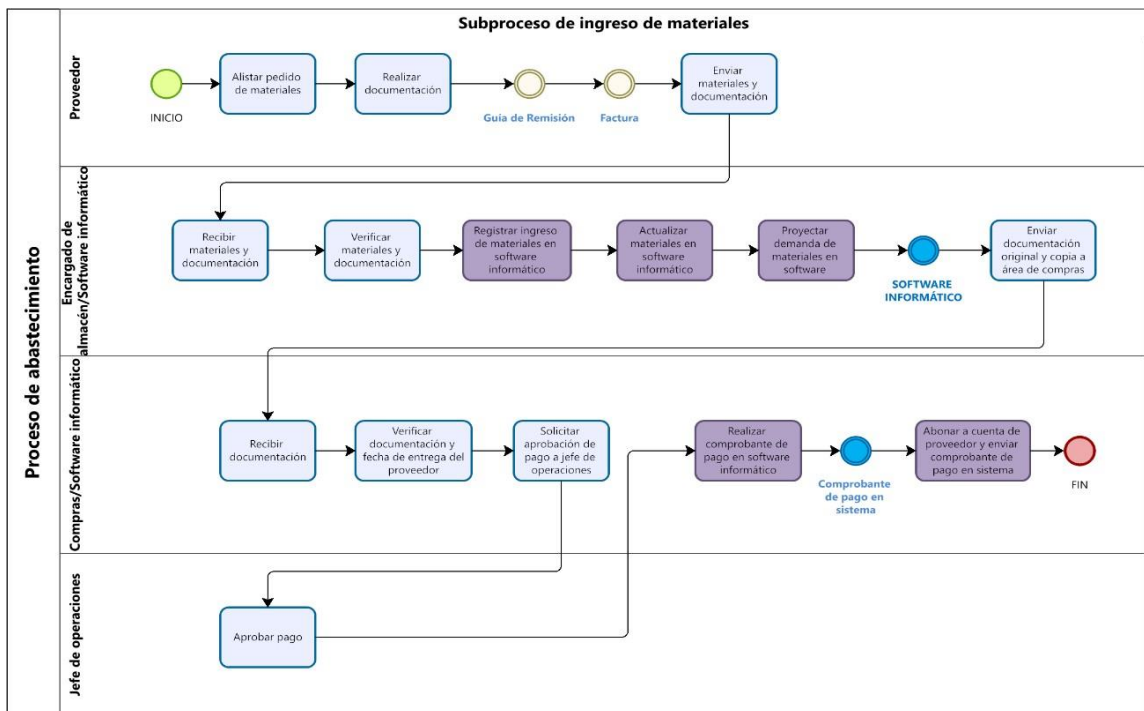 Subproceso de ingreso de materiales
Proceso de abastecimiento
Proveedor
INICIO
Alistar pedido
de materiales
Realizar
documentación
Guia de Remisión
Factura
Enviar
materiales y
documentación
Encargado de
almacén/Software informático
Recibir
materiales y
documentación
Verificar
materiales y
documentación
Registrar ingreso
de materiales en
software
informático
Actualizar
materiales en
software
informático
Proyectar
demanda de
materiales en
software
SOFTWARE
INFORMÁTICO
Enviar
documentación
original y copia a
área de compras
Compras/Software informático
Recibir
documentación
Verificar
documentación y
fecha de entrega del
proveedor
Solicitar
aprobación de
pago a jefe de
operaciones
Realizar
comprobante de
pago en software
informático
Comprobante
de pago en
sistema
Abonar a cuenta de
proveedor y enviar
comprobante de
pago en sistema
FIN
Jefe de operaciones
Aprobar pago